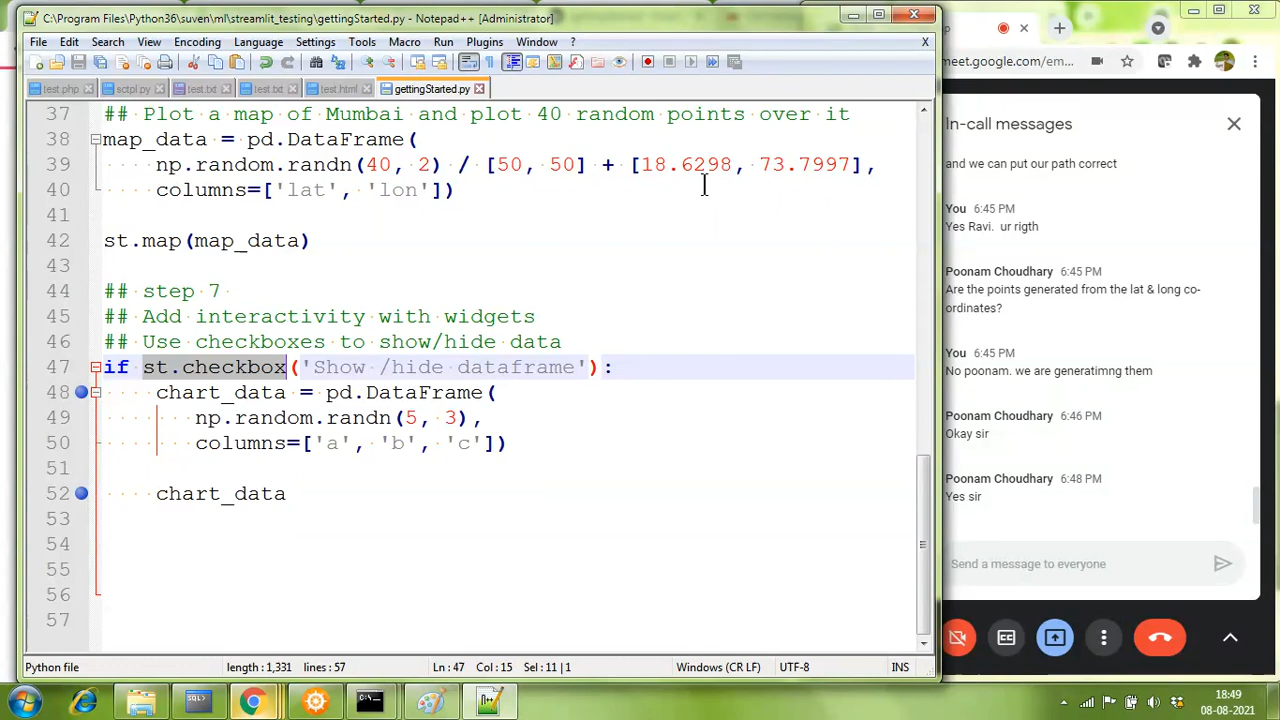 C:\Program Files\Python36\suven_ml\streamlit_testing\gettingStarted.py - Notepad++ [Administrator]
File Edit Search View Encoding Language Settings Tools Macro Run Plugins Window ? X
test.php sctpl.py test.txt test.txt test.html gettingStarted.py
37 ## Plot a map of Mumbai and plot 40 random points over it
38 map_data = pd.DataFrame(
39 np.random.randn(40, 2) / [50, 50] + [18.6298, 73.7997],
40 columns=['lat', 'lon'])
41
42 st.map(map_data)
43
44 ## step 7
45 ## Add interactivity with widgets
46 ## Use checkboxes to show/hide data
47 if st.checkbox('Show /hide dataframe'):
48 chart_data = pd.DataFrame(
49 np.random.randn(5, 3),
50 columns=['a', 'b', 'c'])
51
52 chart_data
53
54
55
56
57
Python file length : 1,331 lines : 57 Ln : 47 Col : 15 Sel : 11 | 1 Windows (CR LF) UTF-8 INS
meet.google.com/em...
In-call messages
and we can put our path correct
You 6:45 PM
Yes Ravi. ur rigth
Poonam Choudhary 6:45 PM
Are the points generated from the lat & long co-
ordinates?
You 6:45 PM
No poonam. we are generatimng them
Poonam Choudhary 6:46 PM
Okay sir
Poonam Choudhary 6:48 PM
Yes sir
Send a message to everyone
18:49
08-08-2021